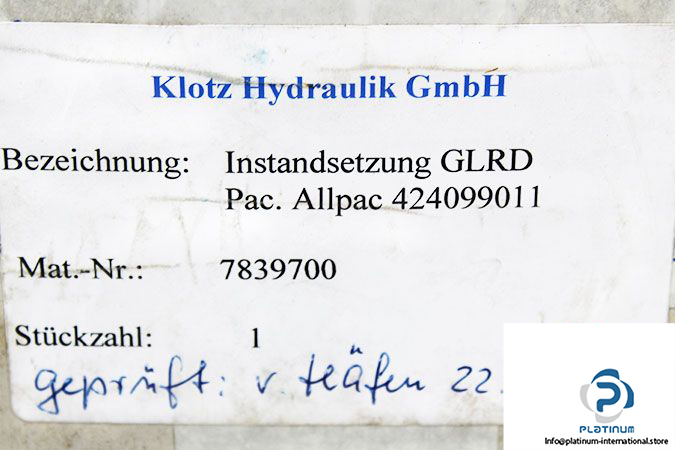 Klotz Hydraulik GmbH
Bezeichnung: Instandsetzung GLRD
Pac. Allpac 424099011
Mat.-Nr.: 7839700
Stückzahl: 1
geprüft: v. Häfen 22.
PLATINUM
Info@platinum-international.store